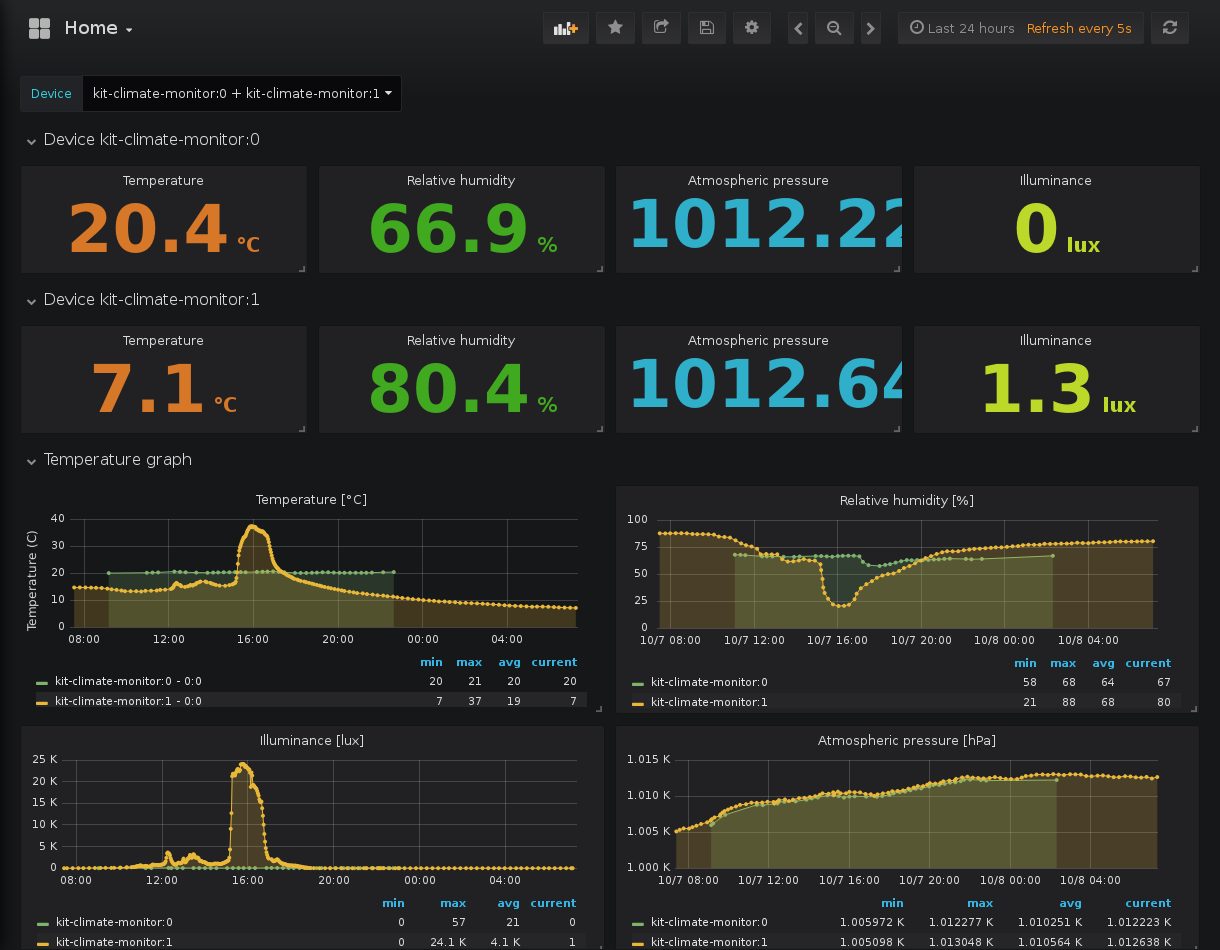 Home
Last 24 hours Refresh every 5s
Device kit-climate-monitor:0 + kit-climate-monitor:1
Device kit-climate-monitor:0
Temperature Relative humidity Atmospheric pressure Illuminance
20.4 °C 66.9 % 1012.22 0 lux
Device kit-climate-monitor:1
Temperature Relative humidity Atmospheric pressure Illuminance
7.1 °C 80.4 % 1012.64 1.3 lux
Temperature graph
Temperature [°C]
Temperature (C)
40
30
20
10
0
08:00 12:00 16:00 20:00 00:00 04:00
min max avg current
kit-climate-monitor:0 - 0:0 20 21 20 20
kit-climate-monitor:1 - 0:0 7 37 19 7
Relative humidity [%]
100
75
50
25
0
10/7 08:00 10/7 12:00 10/7 16:00 10/7 20:00 10/8 00:00 10/8 04:00
min max avg current
kit-climate-monitor:0 58 68 64 67
kit-climate-monitor:1 21 88 68 80
Illuminance [lux]
25 K
20 K
15 K
10 K
5 K
0
08:00 12:00 16:00 20:00 00:00 04:00
min max avg current
kit-climate-monitor:0 0 57 21 0
kit-climate-monitor:1 0 24.1 K 4.1 K 1
Atmospheric pressure [hPa]
1.015 K
1.010 K
1.005 K
1.000 K
10/7 08:00 10/7 12:00 10/7 16:00 10/7 20:00 10/8 00:00 10/8 04:00
min max avg current
kit-climate-monitor:0 1.005972 K 1.012277 K 1.010251 K 1.012223 K
kit-climate-monitor:1 1.005098 K 1.013048 K 1.010564 K 1.012638 K